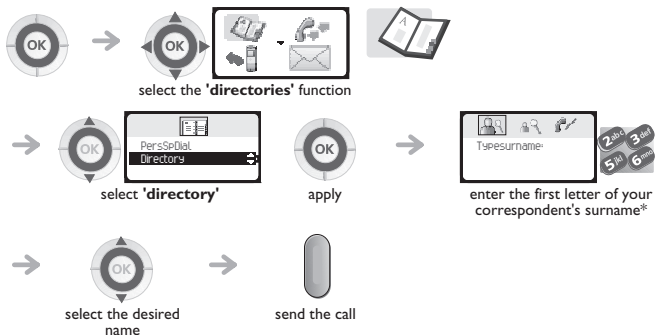 OK
OK
A
select the 'directories' function
OK
PersSpDial
Directory
OK
Typesurname:
2abc 3def
5jkl 6mno
select 'directory'
apply
enter the first letter of your
correspondent's surname*
OK
select the desired
name
send the call